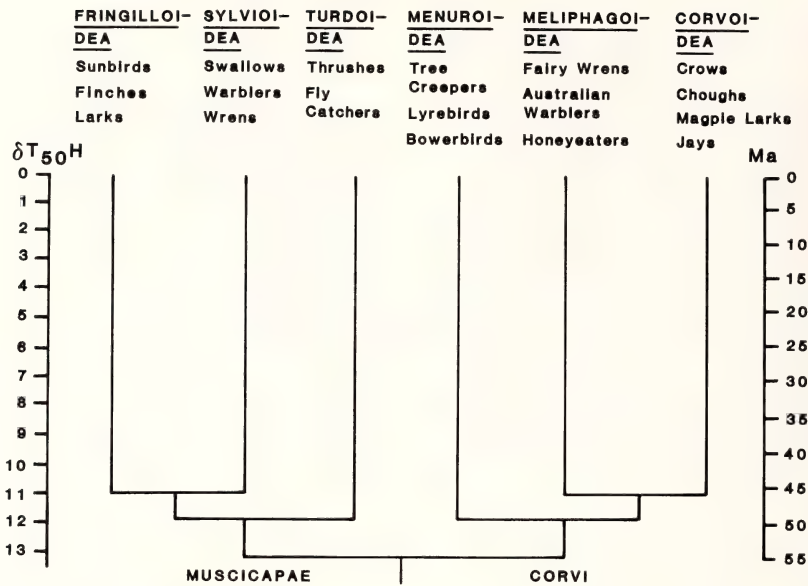 FRINGILLOI-
DEA
Sunbirds
Finches
Larks
SYLVIOI-
DEA
Swallows
Warblers
Wrens
TURDOI-
DEA
Thrushes
Fly
Catchers
MENUROI-
DEA
Tree
Creepers
Lyrebirds
Bowerbirds
MELIPHAGOI-
DEA
Fairy Wrens
Australian
Warblers
Honeyeaters
CORVOI-
DEA
Crows
Choughs
Magpie Larks
Jays
δT50H
0
1
2
3
4
5
6
7
8
9
10
11
12
13
Ma
0
5
10
15
20
25
30
35
40
45
50
55
MUSCICAPAE
CORVI